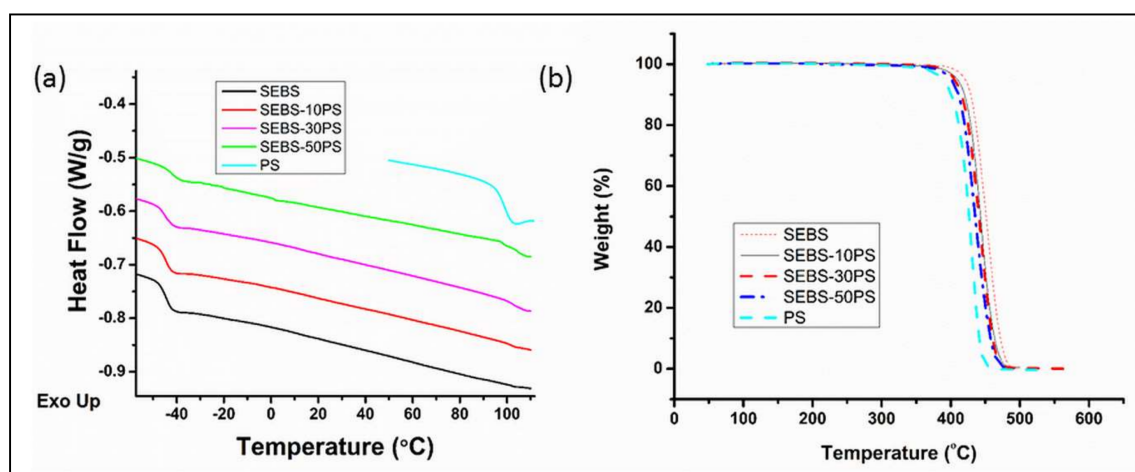 (a)
SEBS
SEBS-10PS
SEBS-30PS
SEBS-50PS
PS
Heat Flow (W/g)
-0.4
-0.5
-0.6
-0.7
-0.8
-0.9
Exo Up
-40 -20 0 20 40 60 80 100
Temperature (°C)
(b)
Weight (%)
100
80
60
40
20
0
SEBS
SEBS-10PS
SEBS-30PS
SEBS-50PS
PS
0 100 200 300 400 500 600
Temperature (°C)